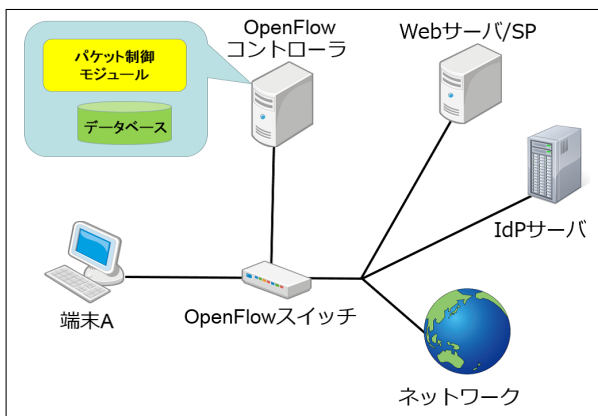 OpenFlow
コントローラ
パケット制御
モジュール
データベース
Webサーバ/SP
IdPサーバ
端末A
OpenFlowスイッチ
ネットワーク